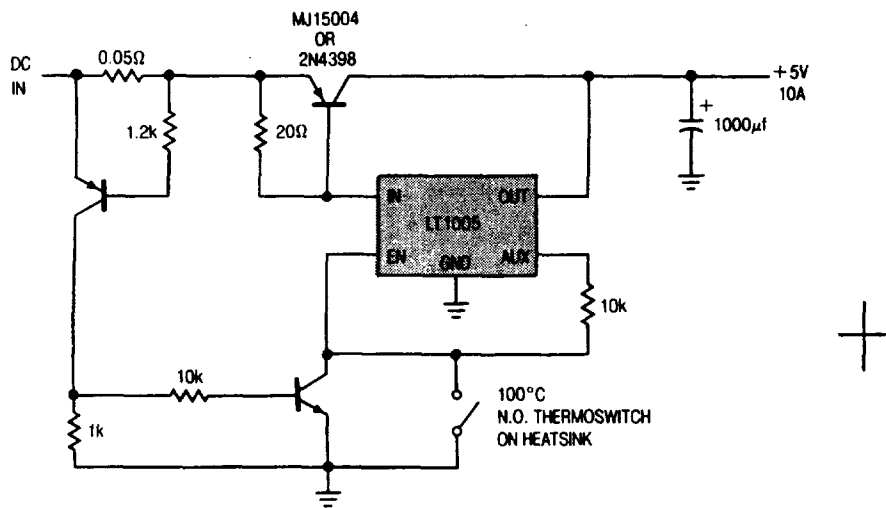 MJ15004
OR
2N4398
DC
IN
0.05Ω
+5V
10A
1.2k
20Ω
+
1000µf
IN
OUT
LT1005
EN
GND
AUX
10k
10k
1k
100°C
N.O. THERMOSWITCH
ON HEATSINK